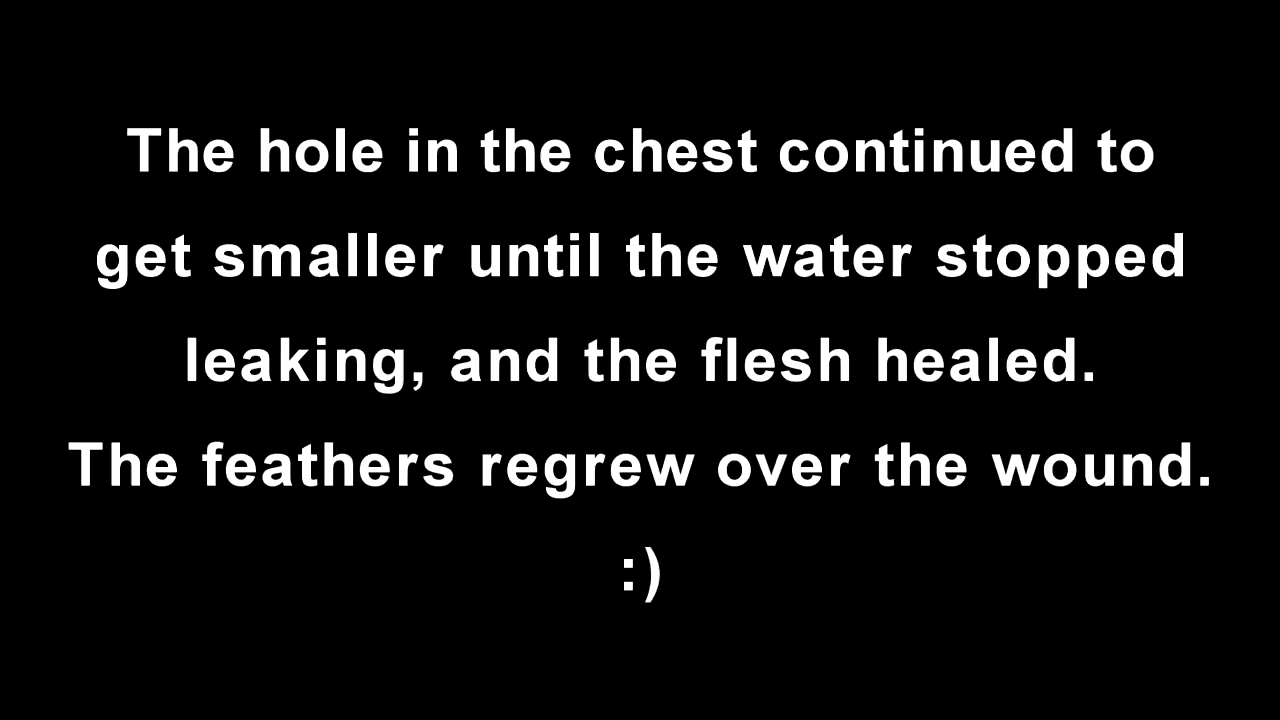 The hole in the chest continued to
get smaller until the water stopped
leaking, and the flesh healed.
The feathers regrew over the wound.
:)